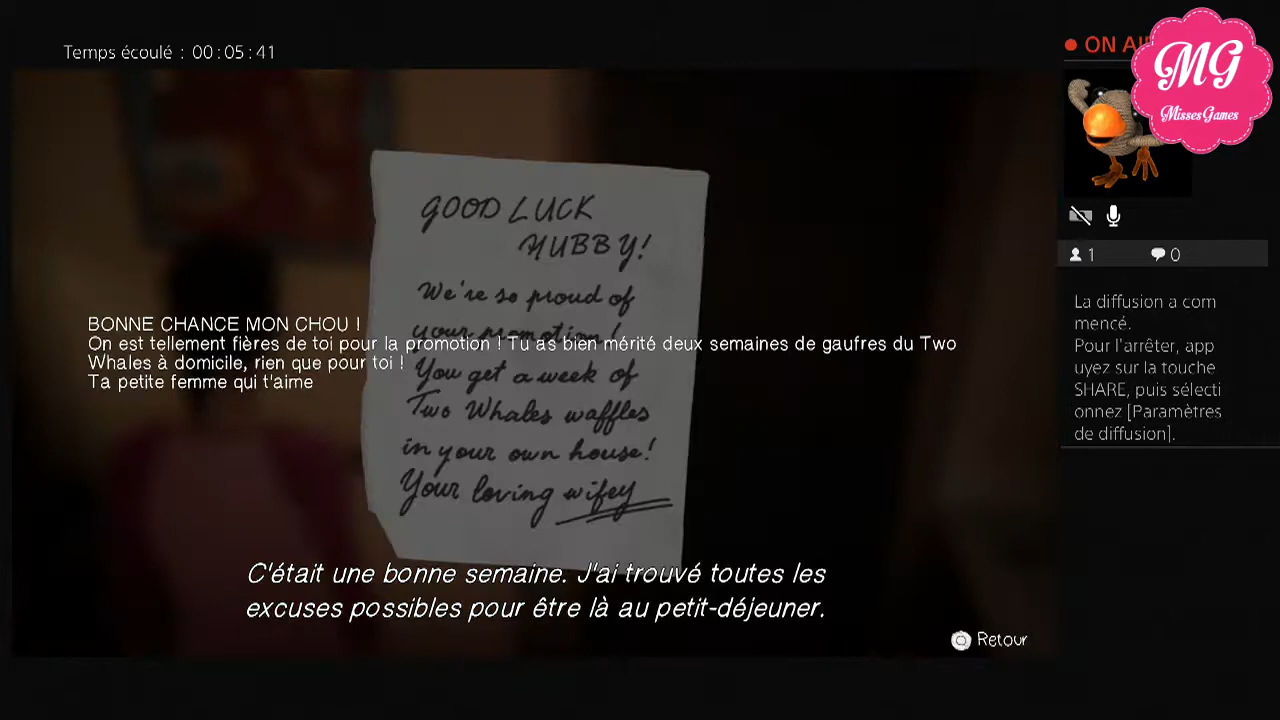 Temps écoulé : 00:05:41
ON AI
MG
MissesGames
GOOD LUCK
HUBBY!
We're so proud of
your promotion!
You get a week of
Two Whales waffles
in your own house!
Your loving wifey
BONNE CHANCE MON CHOU !
On est tellement fières de toi pour la promotion ! Tu as bien mérité deux semaines de gaufres du Two
Whales à domicile, rien que pour toi !
Ta petite femme qui t'aime
C'était une bonne semaine. J'ai trouvé toutes les
excuses possibles pour être là au petit-déjeuner.
Retour
1
0
La diffusion a com
mencé.
Pour l'arrêter, app
uyez sur la touche
SHARE, puis sélecti
onnez [Paramètres
de diffusion].